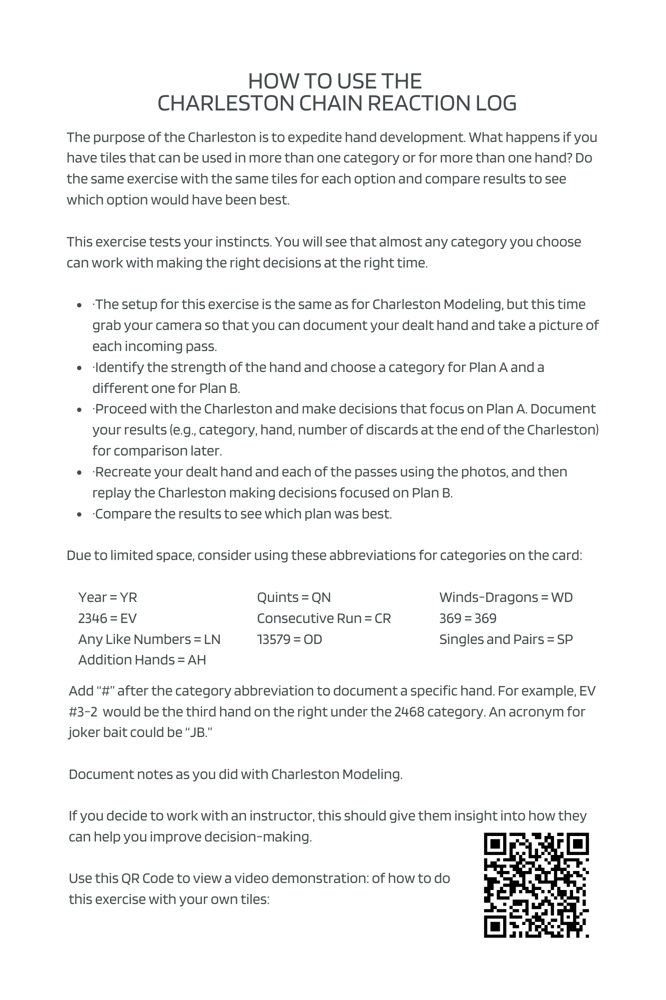 HOW TO USE THE
CHARLESTON CHAIN REACTION LOG
The purpose of the Charleston is to expedite hand development. What happens if you
have tiles that can be used in more than one category or for more than one hand? Do
the same exercise with the same tiles for each option and compare results to see
which option would have been best.
This exercise tests your instincts. You will see that almost any category you choose
can work with making the right decisions at the right time.
• ·The setup for this exercise is the same as for Charleston Modeling, but this time
grab your camera so that you can document your dealt hand and take a picture of
each incoming pass.
• ·Identify the strength of the hand and choose a category for Plan A and a
different one for Plan B.
• ·Proceed with the Charleston and make decisions that focus on Plan A. Document
your results (e.g., category, hand, number of discards at the end of the Charleston)
for comparison later.
• ·Recreate your dealt hand and each of the passes using the photos, and then
replay the Charleston making decisions focused on Plan B.
• ·Compare the results to see which plan was best.
Due to limited space, consider using these abbreviations for categories on the card:
Year = YR
2346 = EV
Any Like Numbers = LN
Addition Hands = AH
Quints = QN
Consecutive Run = CR
13579 = OD
Winds-Dragons = WD
369 = 369
Singles and Pairs = SP
Add “#” after the category abbreviation to document a specific hand. For example, EV
#3-2 would be the third hand on the right under the 2468 category. An acronym for
joker bait could be “JB.”
Document notes as you did with Charleston Modeling.
If you decide to work with an instructor, this should give them insight into how they
can help you improve decision-making.
Use this QR Code to view a video demonstration: of how to do
this exercise with your own tiles: